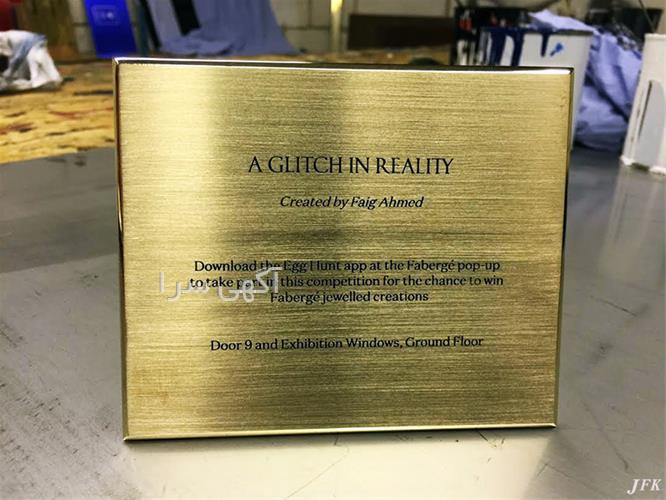 A GLITCH IN REALITY
Created by Faig Ahmed
Download the Egg Hunt app at the Fabergé pop-up
to take part in this competition for the chance to win
Fabergé jewelled creations
آگهی سرا
Door 9 and Exhibition Windows, Ground Floor
JFK